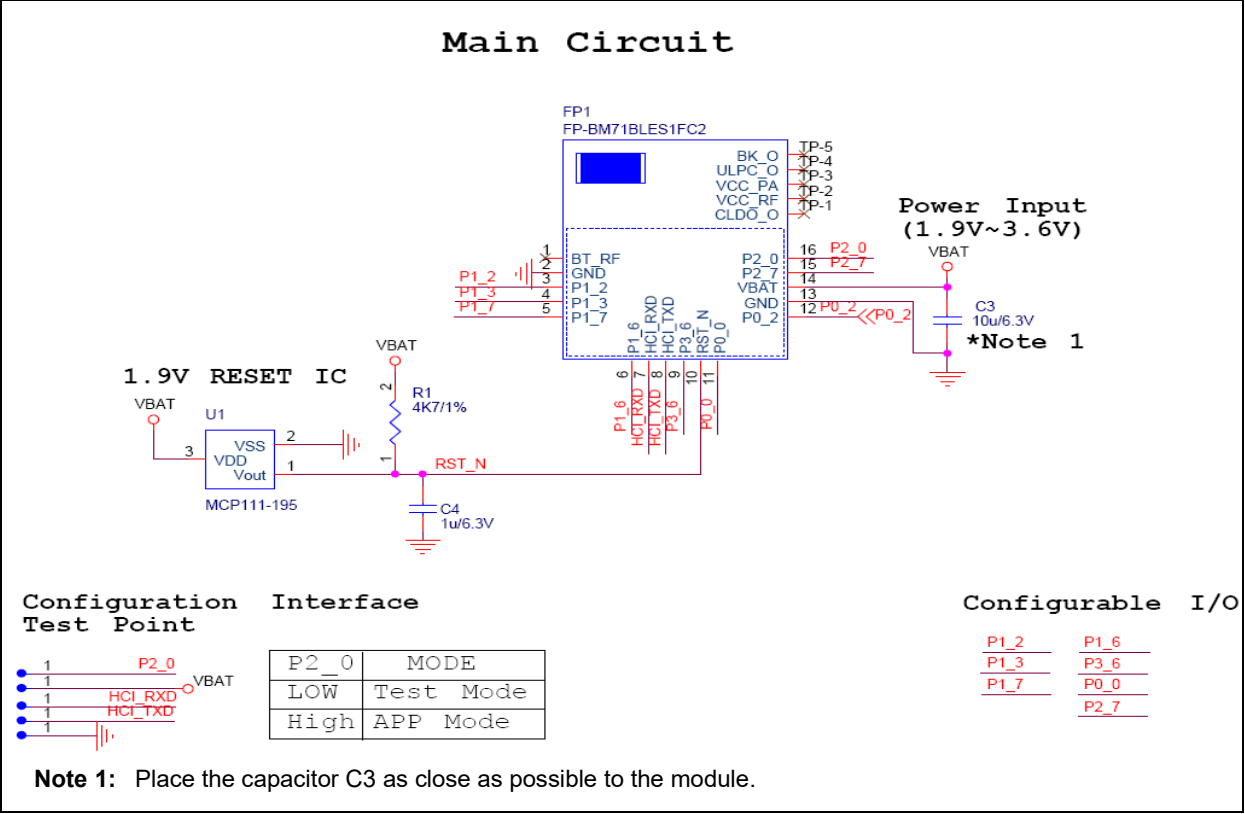 Main Circuit
FP1
FP-BM71BLES1FC2
BK_O
ULPC_O
VCC_PA
VCC_RF
CLDO_O
TP-5
TP-4
TP-3
TP-2
TP-1
Power Input
(1.9V~3.6V)
VBAT
C3
10u/6.3V
*Note 1
1
2
3
4
5
P1_2
P1_3
P1_7
BT_RF
GND
P1_2
P1_3
P1_7
P2_0
P2_7
VBAT
GND
P0_2
16
15
14
13
12
P2_0
P2_7
P0_2
P0_2
P1_6
HCI_RXD
HCI_TXD
P3_6
RST_N
P0_0
6
7
8
9
10
11
P1_6
HCI_RXD
HCI_TXD
P3_6
P0_0
VBAT
2
R1
4K7/1%
1
1.9V RESET IC
VBAT
U1
3
VSS
VDD
Vout
2
1
MCP111-195
RST_N
C4
1u/6.3V
Configuration Interface
Test Point
1
P2_0
1
VBAT
1
HCI_RXD
1
HCI_TXD
1
P2_0 MODE
LOW Test Mode
High APP Mode
Configurable I/O
P1_2 P1_6
P1_3 P3_6
P1_7 P0_0
P2_7
Note 1: Place the capacitor C3 as close as possible to the module.